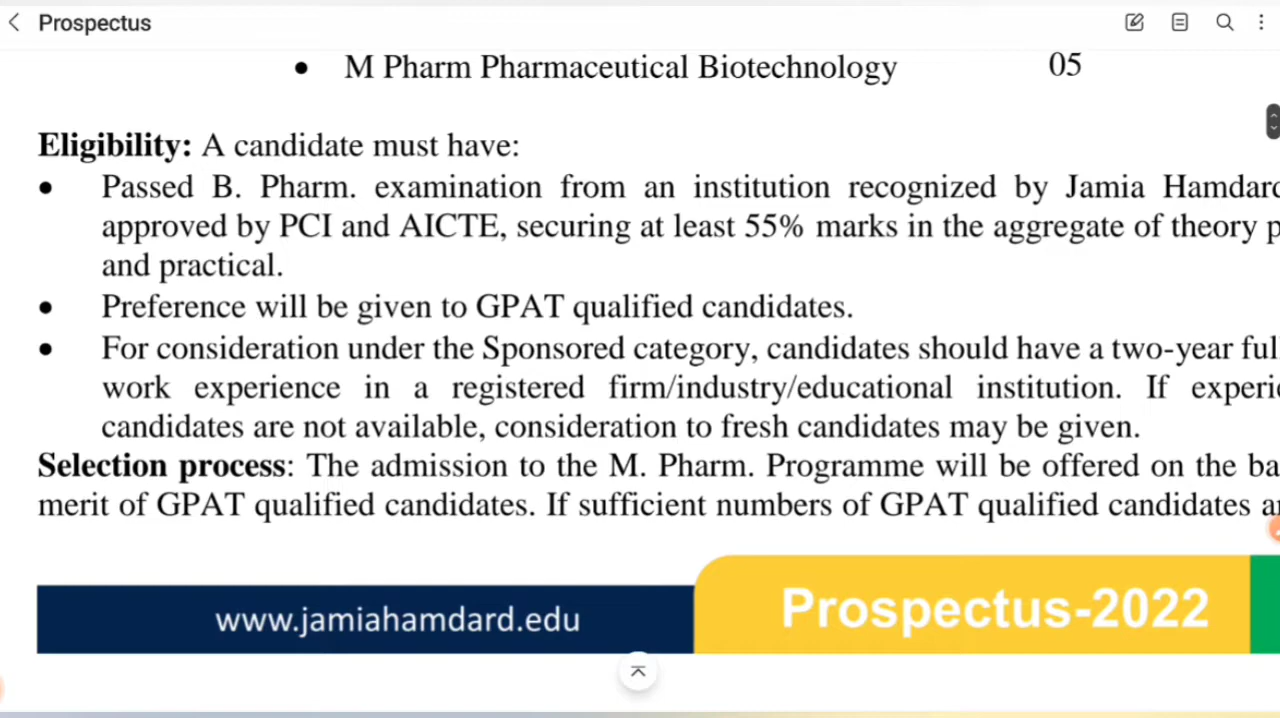 Prospectus
• M Pharm Pharmaceutical Biotechnology 05
Eligibility: A candidate must have:
• Passed B. Pharm. examination from an institution recognized by Jamia Hamdard
approved by PCI and AICTE, securing at least 55% marks in the aggregate of theory
and practical.
• Preference will be given to GPAT qualified candidates.
• For consideration under the Sponsored category, candidates should have a two-year
work experience in a registered firm/industry/educational institution. If
candidates are not available, consideration to fresh candidates may be given.
Selection process: The admission to the M. Pharm. Programme will be offered on the
merit of GPAT qualified candidates. If sufficient numbers of GPAT qualified candidates
www.jamiahamdard.edu
Prospectus-2022